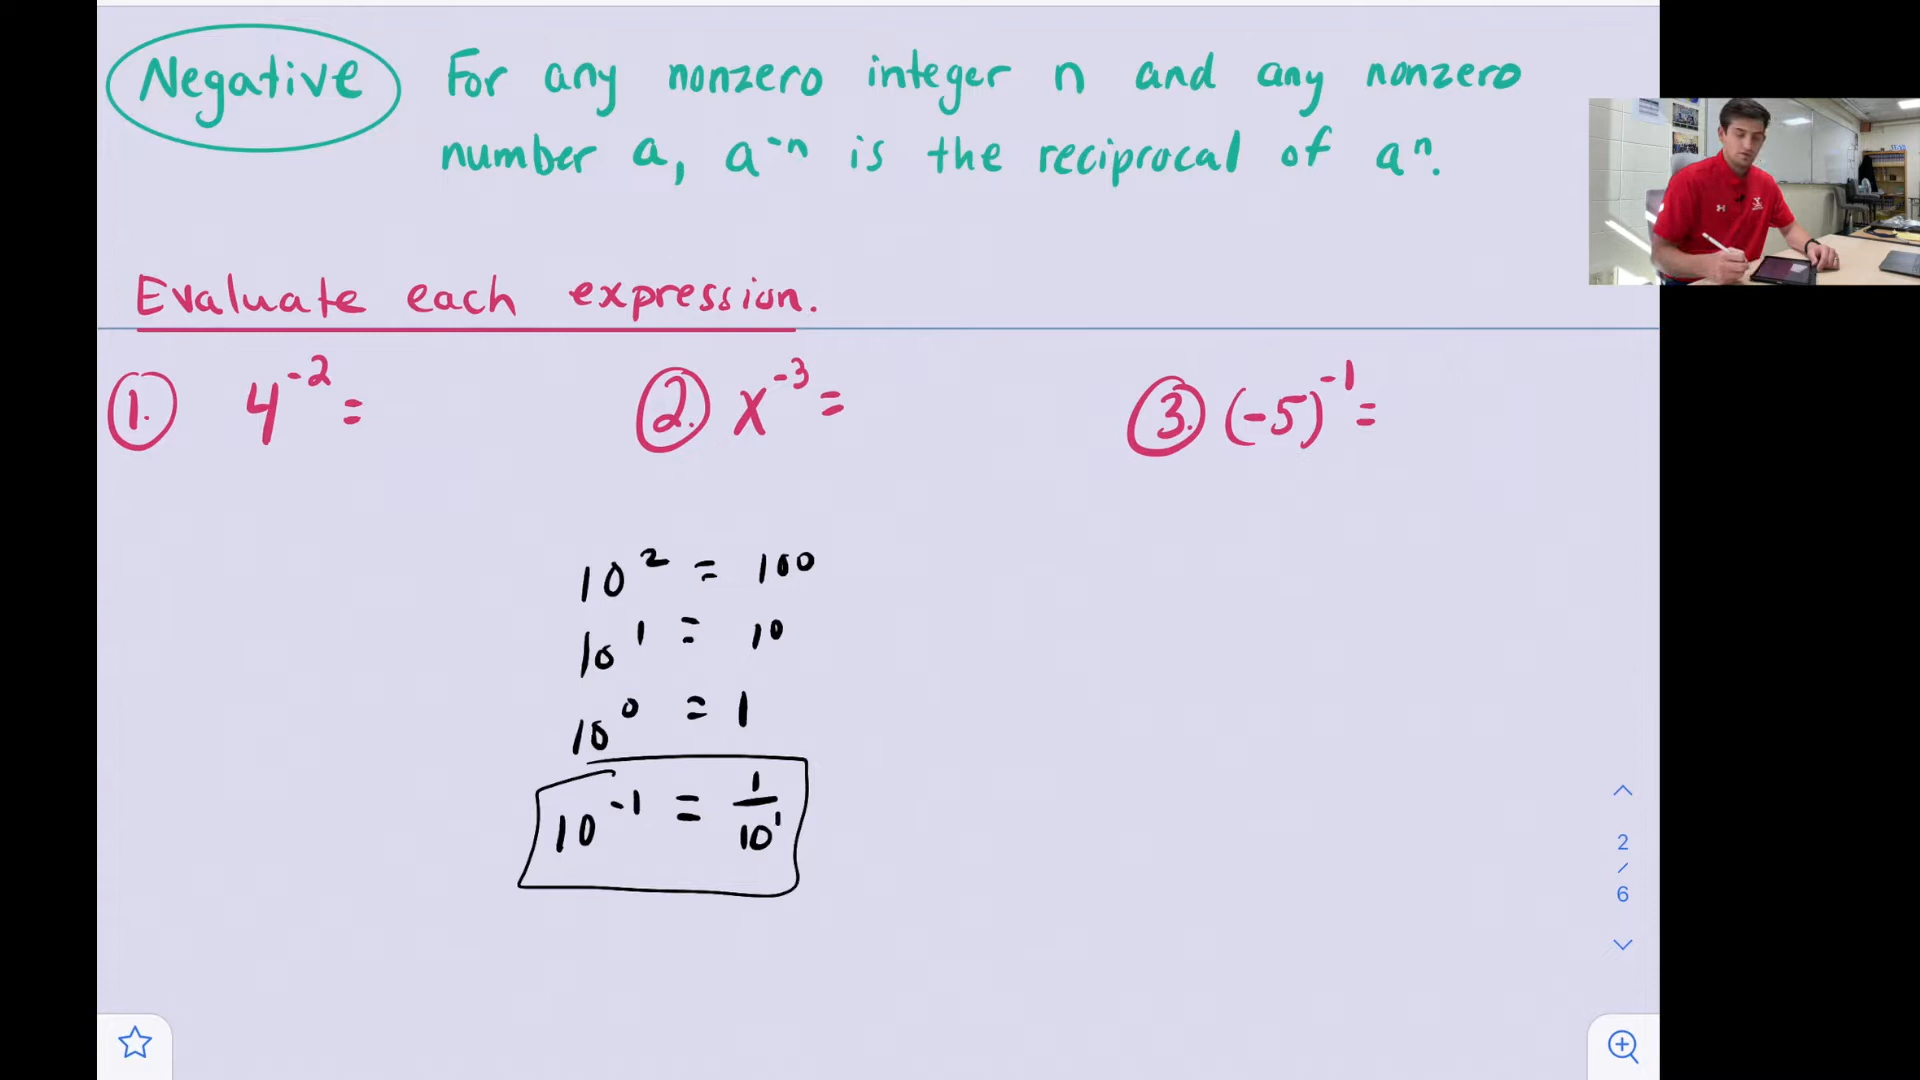 Negative For any nonzero integer n and any nonzero
number a, a⁻ⁿ is the reciprocal of aⁿ.
Evaluate each expression.
1. 4⁻² = 2. x⁻³ = 3. (-5)⁻¹ =
10² = 100
10¹ = 10
10⁰ = 1
10⁻¹ = 1/10¹
2
/
6